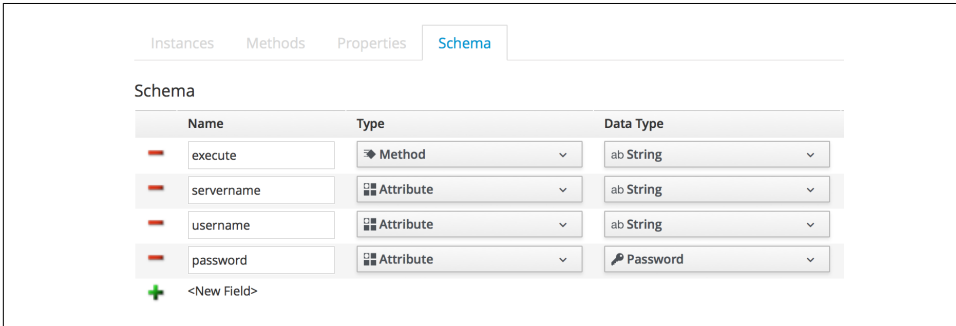 Instances Methods Properties Schema
Schema
Name Type Data Type
execute Method ab String
servername Attribute ab String
username Attribute ab String
password Attribute Password
<New Field>